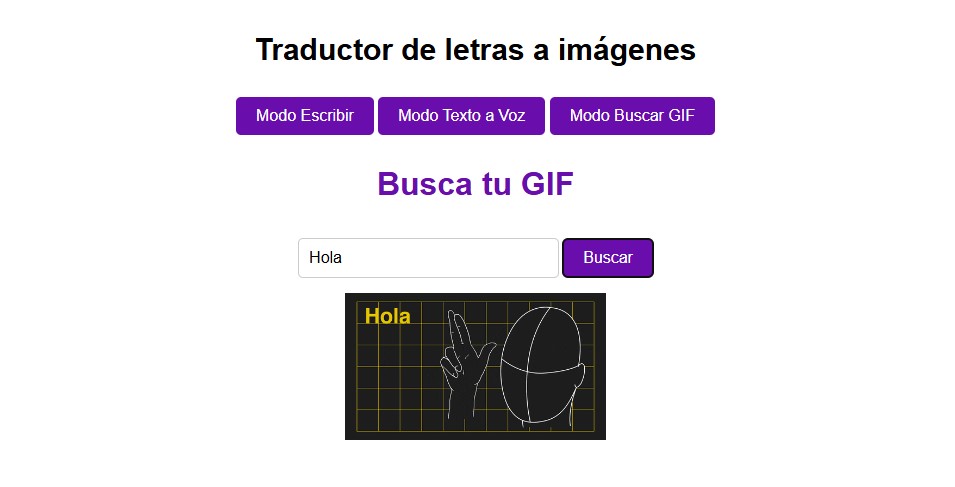 Traductor de letras a imágenes
Modo Escribir Modo Texto a Voz Modo Buscar GIF
Busca tu GIF
Hola Buscar
Hola